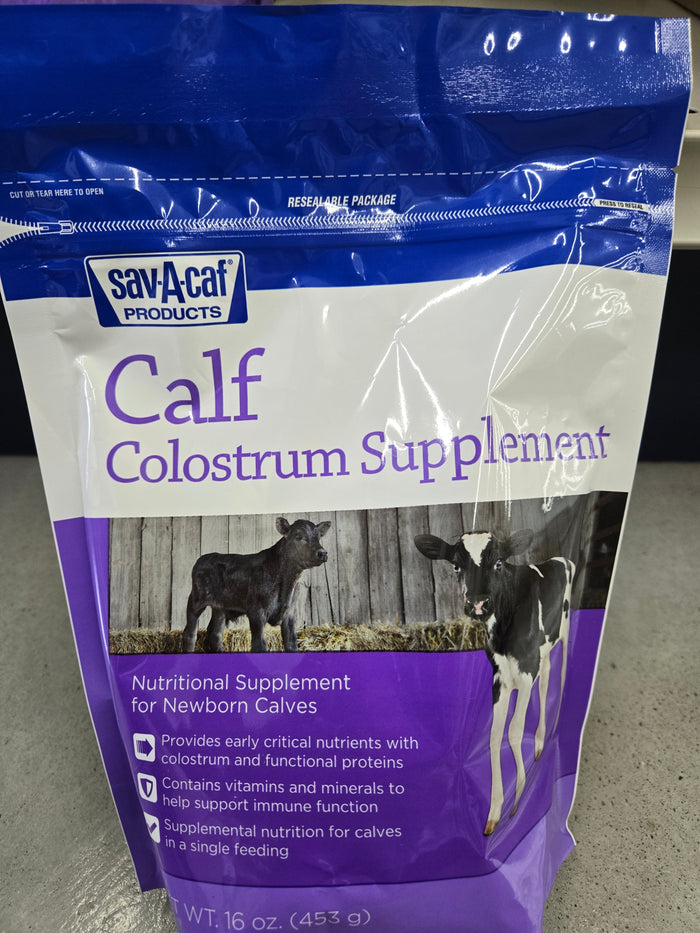 CUT OR TEAR HERE TO OPEN
RESEALABLE PACKAGE
PRESS TO RESEAL
sav-A-caf®
PRODUCTS
Calf
Colostrum Supplement
Nutritional Supplement
for Newborn Calves
Provides early critical nutrients with
colostrum and functional proteins
Contains vitamins and minerals to
help support immune function
Supplemental nutrition for calves
in a single feeding
WT. 16 oz. (453 g)